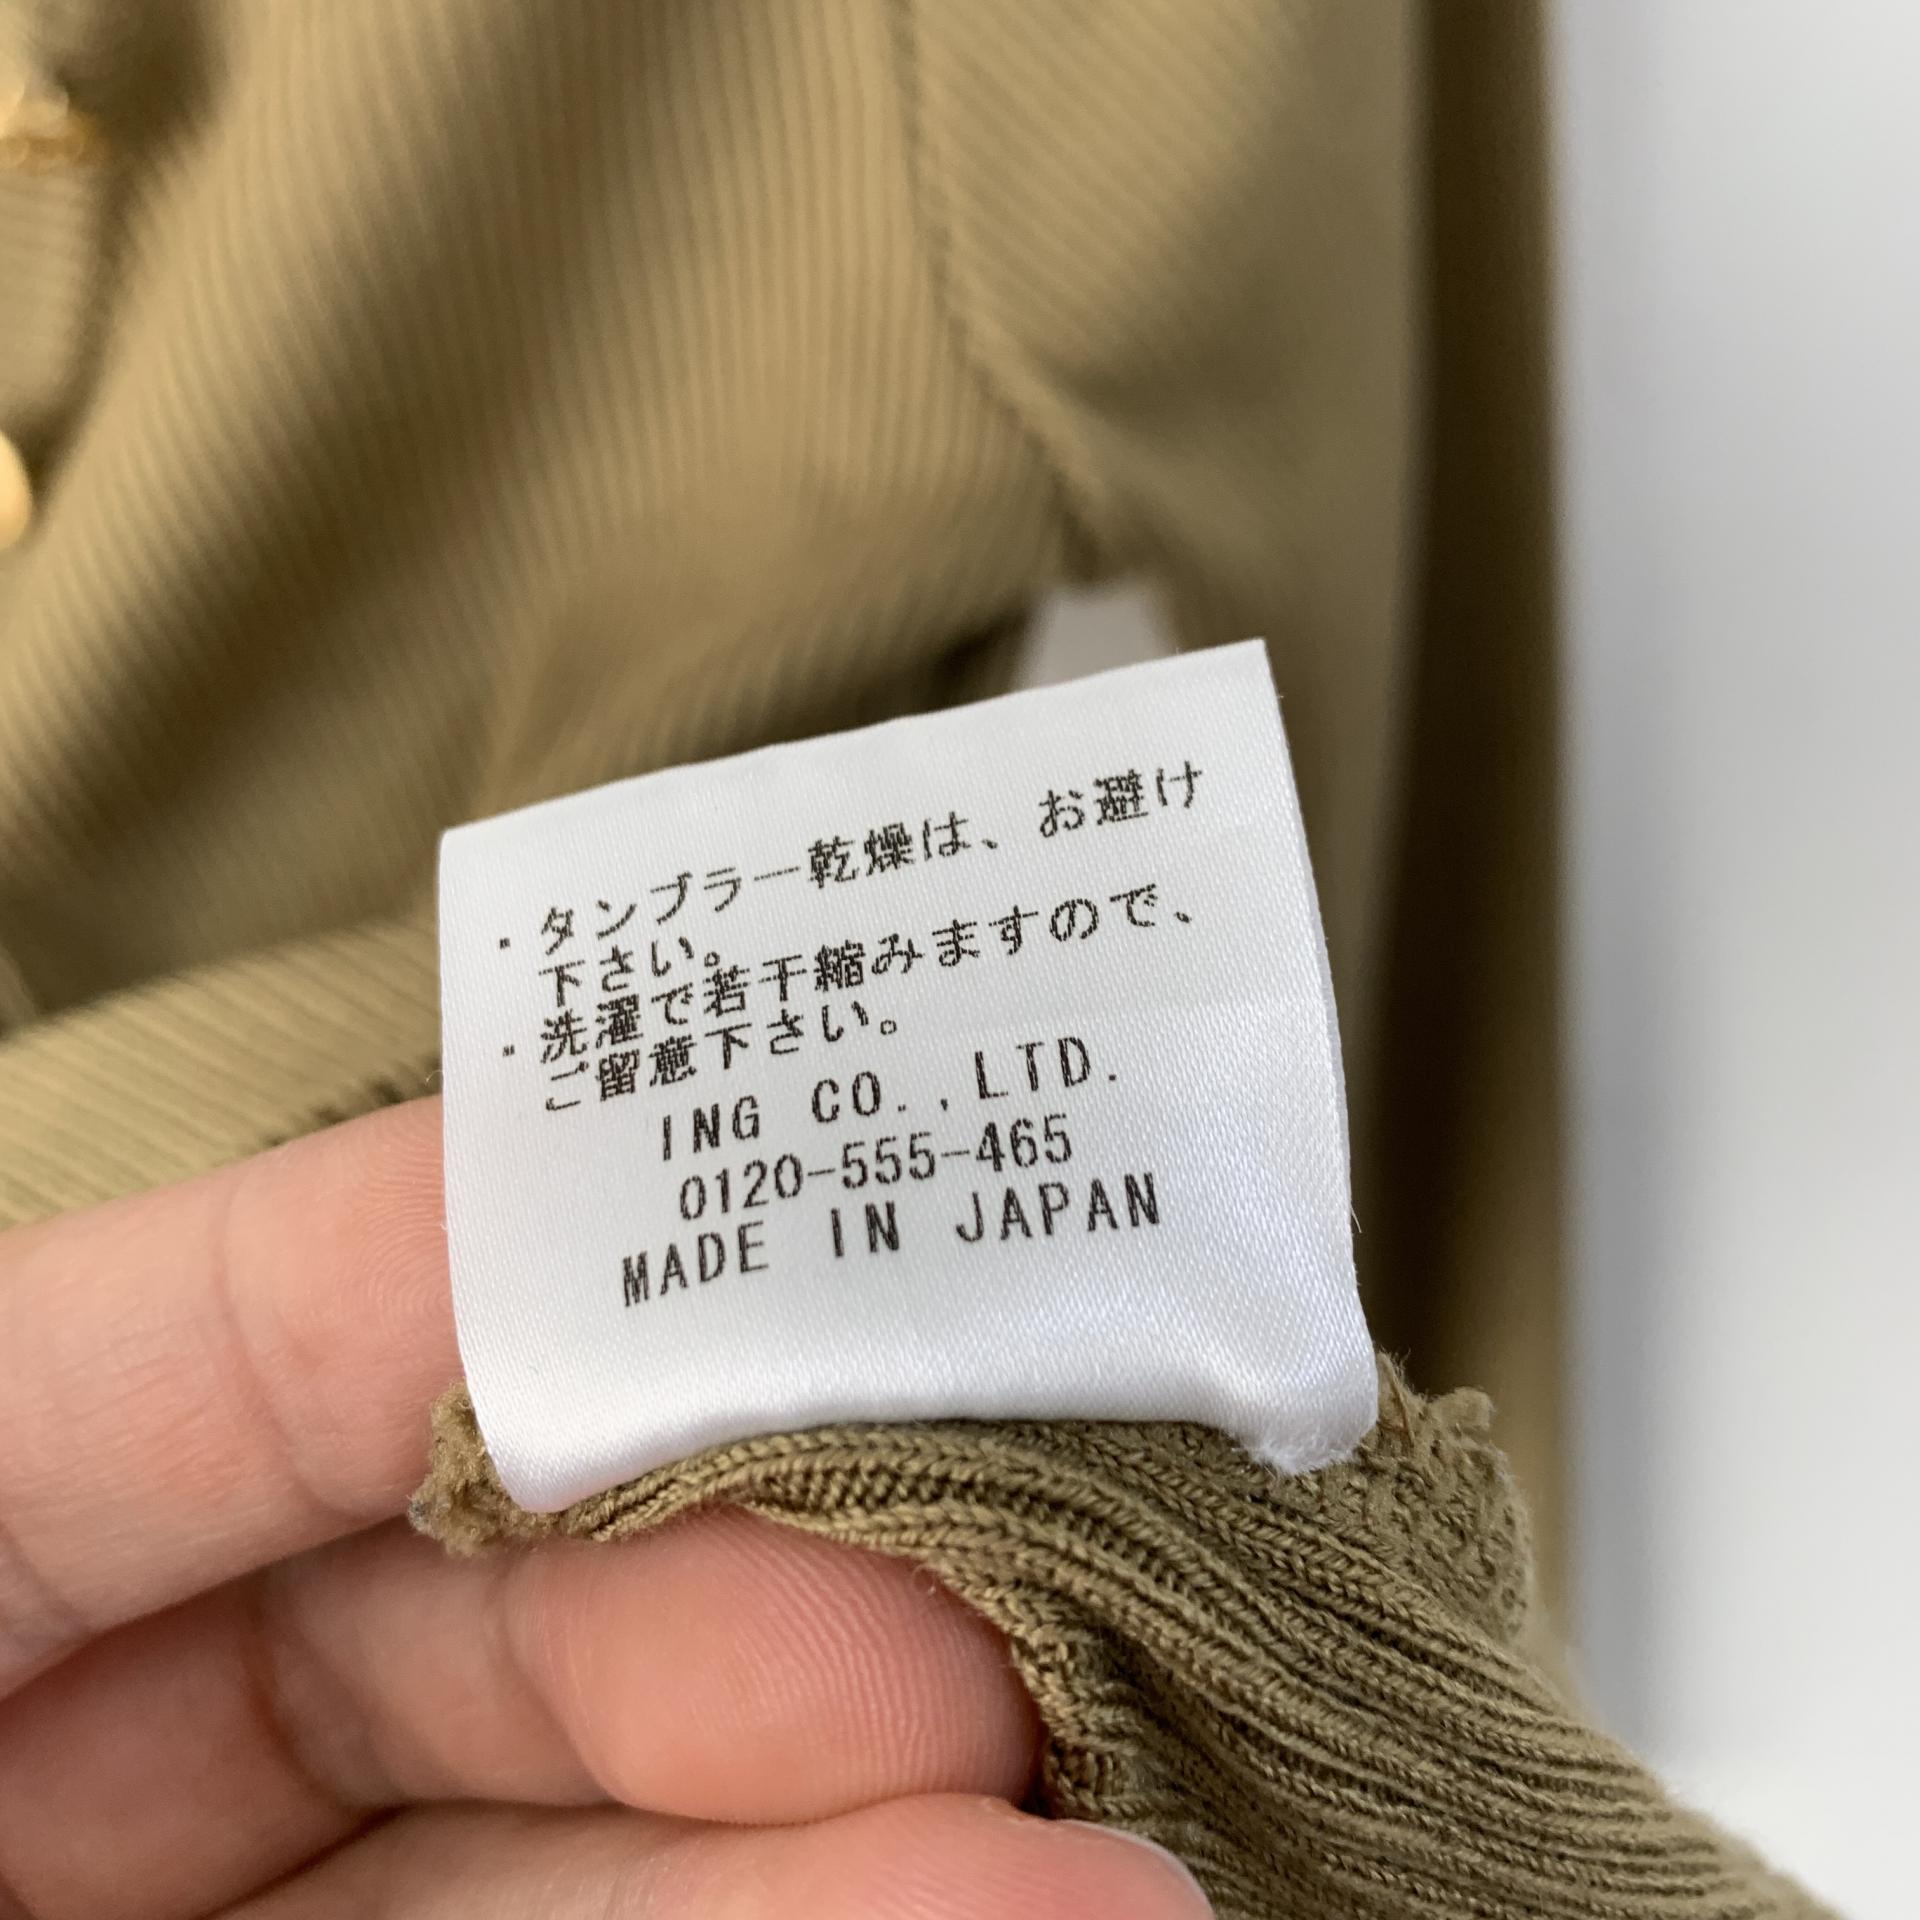 ・タンブラー乾燥は、お避け
下さい。
・洗濯で若干縮みますので、
ご留意下さい。
ING CO.,LTD.
0120-555-465
MADE IN JAPAN